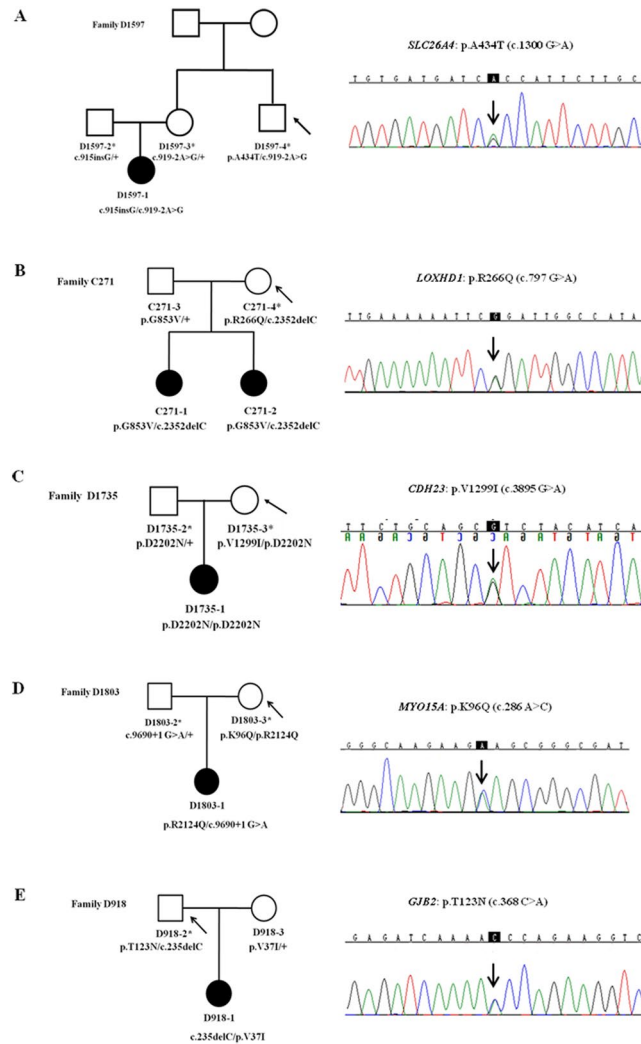 A
Family D1597
SLC26A4: p.A434T (c.1300 G>A)
T G T G A T G A T C A C C A T T C T T G C
D1597-2* D1597-3* D1597-4*
c.915insG/+ c.919-2A>G/+ p.A434T/c.919-2A>G
D1597-1
c.915insG/c.919-2A>G
B
Family C271
LOXHD1: p.R266Q (c.797 G>A)
T T G A A A A A A T T C G G A T T G G C C A T A
C271-3 C271-4*
p.G853V/+ p.R266Q/c.2352delC
C271-1 C271-2
p.G853V/c.2352delC p.G853V/c.2352delC
C
Family D1735
CDH23: p.V1299I (c.3895 G>A)
T T C T G C A G C G T C T A C A T C A
D1735-2* D1735-3*
p.D2202N/+ p.V1299I/p.D2202N
D1735-1
p.D2202N/p.D2202N
D
Family D1803
MYO15A: p.K96Q (c.286 A>C)
G G G C A A G A A G A A G C G G G C G A T
D1803-2* D1803-3*
c.9690+1 G>A/+ p.K96Q/p.R2124Q
D1803-1
p.R2124Q/c.9690+1 G>A
E
Family D918
GJB2: p.T123N (c.368 C>A)
G A G A T C A A A A C C A G A A G G T C
D918-2* D918-3
p.T123N/c.235delC p.V37I/+
D918-1
c.235delC/p.V37I